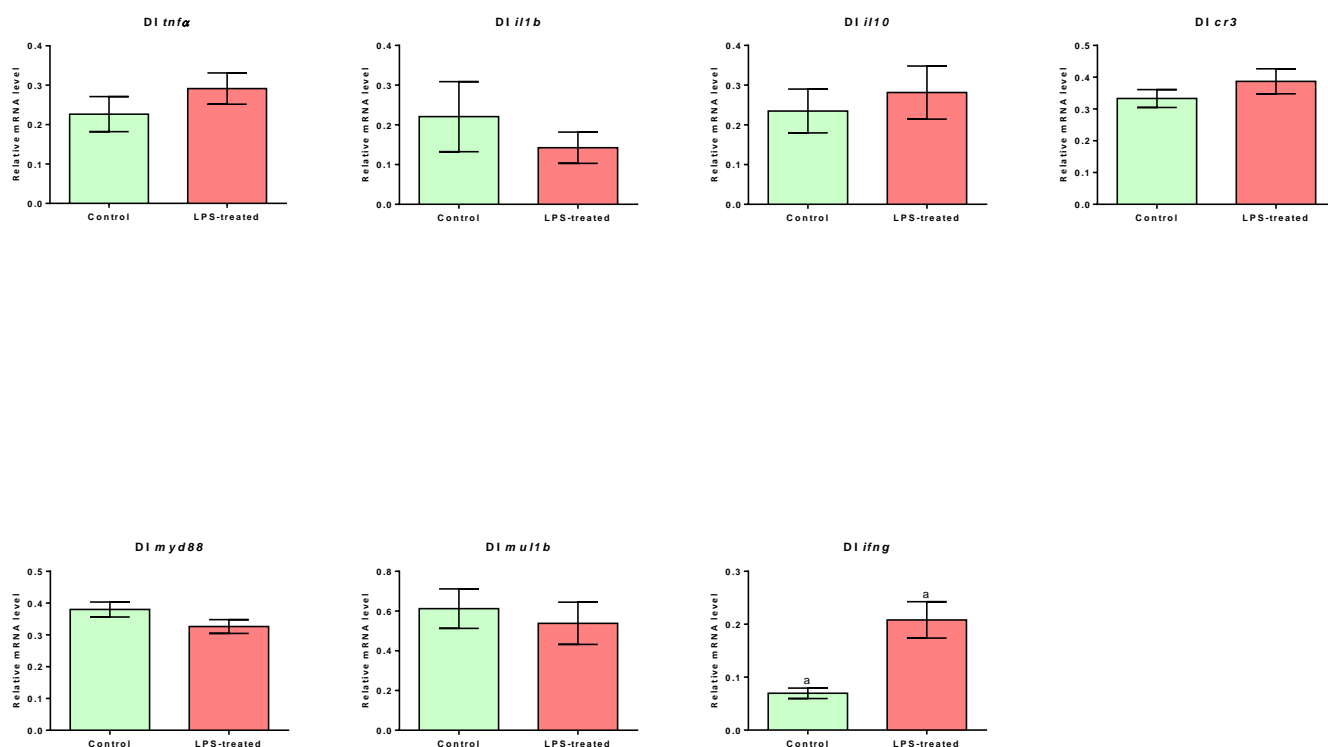 DI tnfα
Relative mRNA level
0.4
0.3
0.2
0.1
0.0
Control LPS-treated
DI il1b
Relative mRNA level
0.4
0.3
0.2
0.1
0.0
Control LPS-treated
DI il10
Relative mRNA level
0.4
0.3
0.2
0.1
0.0
Control LPS-treated
DI cr3
Relative mRNA level
0.5
0.4
0.3
0.2
0.1
0.0
Control LPS-treated
DI myd88
Relative mRNA level
0.5
0.4
0.3
0.2
0.1
0.0
Control LPS-treated
DI mul1b
Relative mRNA level
0.8
0.6
0.4
0.2
0.0
Control LPS-treated
DI ifng
Relative mRNA level
0.3
0.2
0.1
0.0
a
a
Control LPS-treated